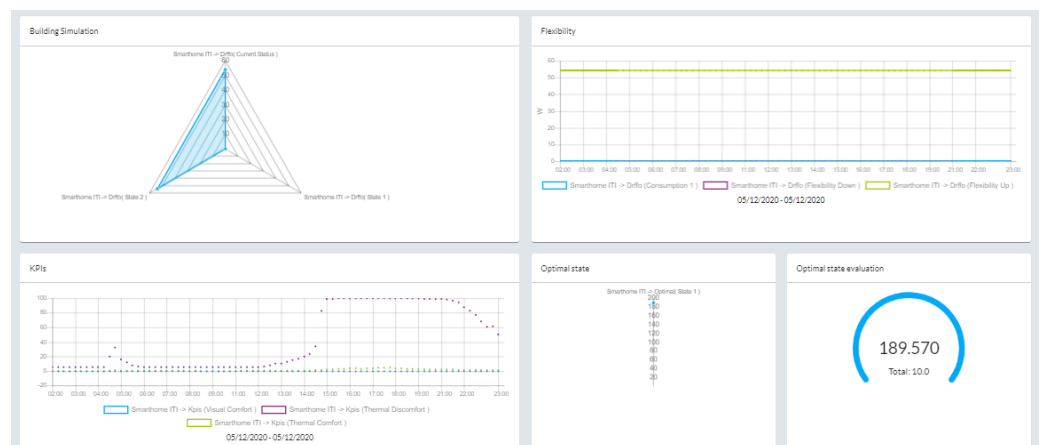 Building Simulation
Smarthome ITI -> Drffo( Current Status )
60
50
40
30
20
10
Smarthome ITI -> Drffo( State 2 )
Smarthome ITI -> Drffo( State 1 )
Flexibility
60
50
40
30
20
10
0
W
02:00 03:00 04:00 05:00 06:00 07:00 08:00 09:00 10:00 11:00 12:00 13:00 14:00 15:00 16:00 17:00 18:00 19:00 20:00 21:00 22:00 23:00
Smarthome ITI -> Drffo (Consumption 1 ) Smarthome ITI -> Drffo (Flexibility Down ) Smarthome ITI -> Drffo (Flexibility Up )
05/12/2020 - 05/12/2020
KPIs
100
80
60
40
20
0
-20
02:00 03:00 04:00 05:00 06:00 07:00 08:00 09:00 10:00 11:00 12:00 13:00 14:00 15:00 16:00 17:00 18:00 19:00 20:00 21:00 23:00
Smarthome ITI -> Kpis (Visual Comfort ) Smarthome ITI -> Kpis (Thermal Discomfort )
Smarthome ITI -> Kpis (Thermal Comfort )
05/12/2020 - 05/12/2020
Optimal state
Smarthome ITI -> Optimal( State 1 )
200
180
160
140
120
100
80
60
40
20
Optimal state evaluation
189.570
Total: 10.0